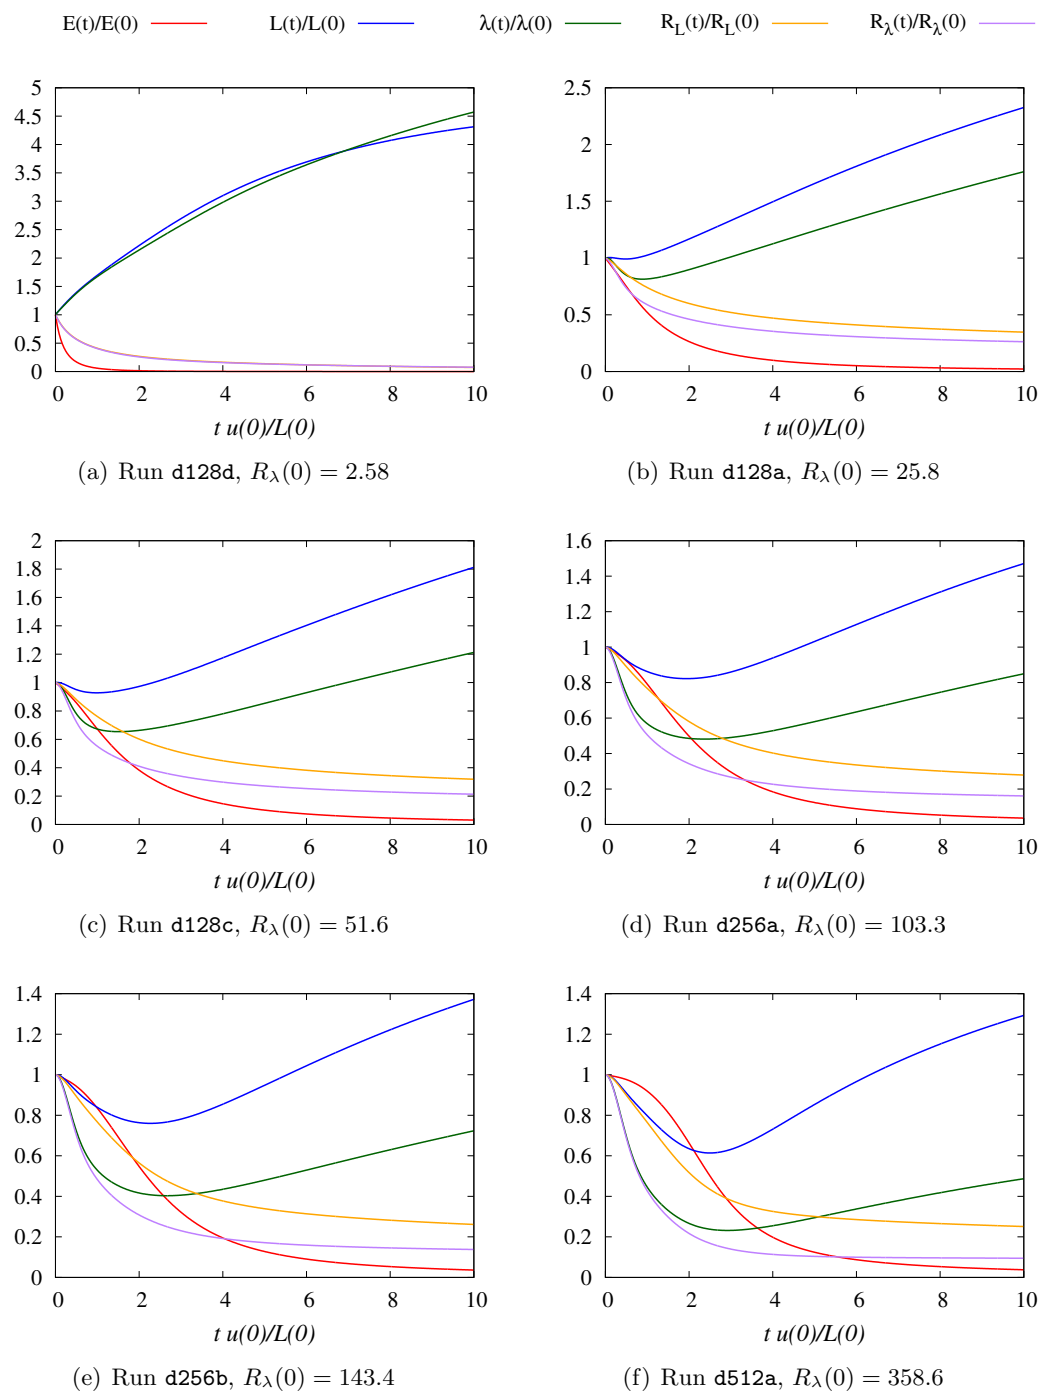 E(t)/E(0) L(t)/L(0) λ(t)/λ(0) R_L(t)/R_L(0) R_λ(t)/R_λ(0)
5
4.5
4
3.5
3
2.5
2
1.5
1
0.5
0
0 2 4 6 8 10
t u(0)/L(0)
(a) Run d128d, R_λ(0) = 2.58
2.5
2
1.5
1
0.5
0
0 2 4 6 8 10
t u(0)/L(0)
(b) Run d128a, R_λ(0) = 25.8
2
1.8
1.6
1.4
1.2
1
0.8
0.6
0.4
0.2
0
0 2 4 6 8 10
t u(0)/L(0)
(c) Run d128c, R_λ(0) = 51.6
1.6
1.4
1.2
1
0.8
0.6
0.4
0.2
0
0 2 4 6 8 10
t u(0)/L(0)
(d) Run d256a, R_λ(0) = 103.3
1.4
1.2
1
0.8
0.6
0.4
0.2
0
0 2 4 6 8 10
t u(0)/L(0)
(e) Run d256b, R_λ(0) = 143.4
1.4
1.2
1
0.8
0.6
0.4
0.2
0
0 2 4 6 8 10
t u(0)/L(0)
(f) Run d512a, R_λ(0) = 358.6